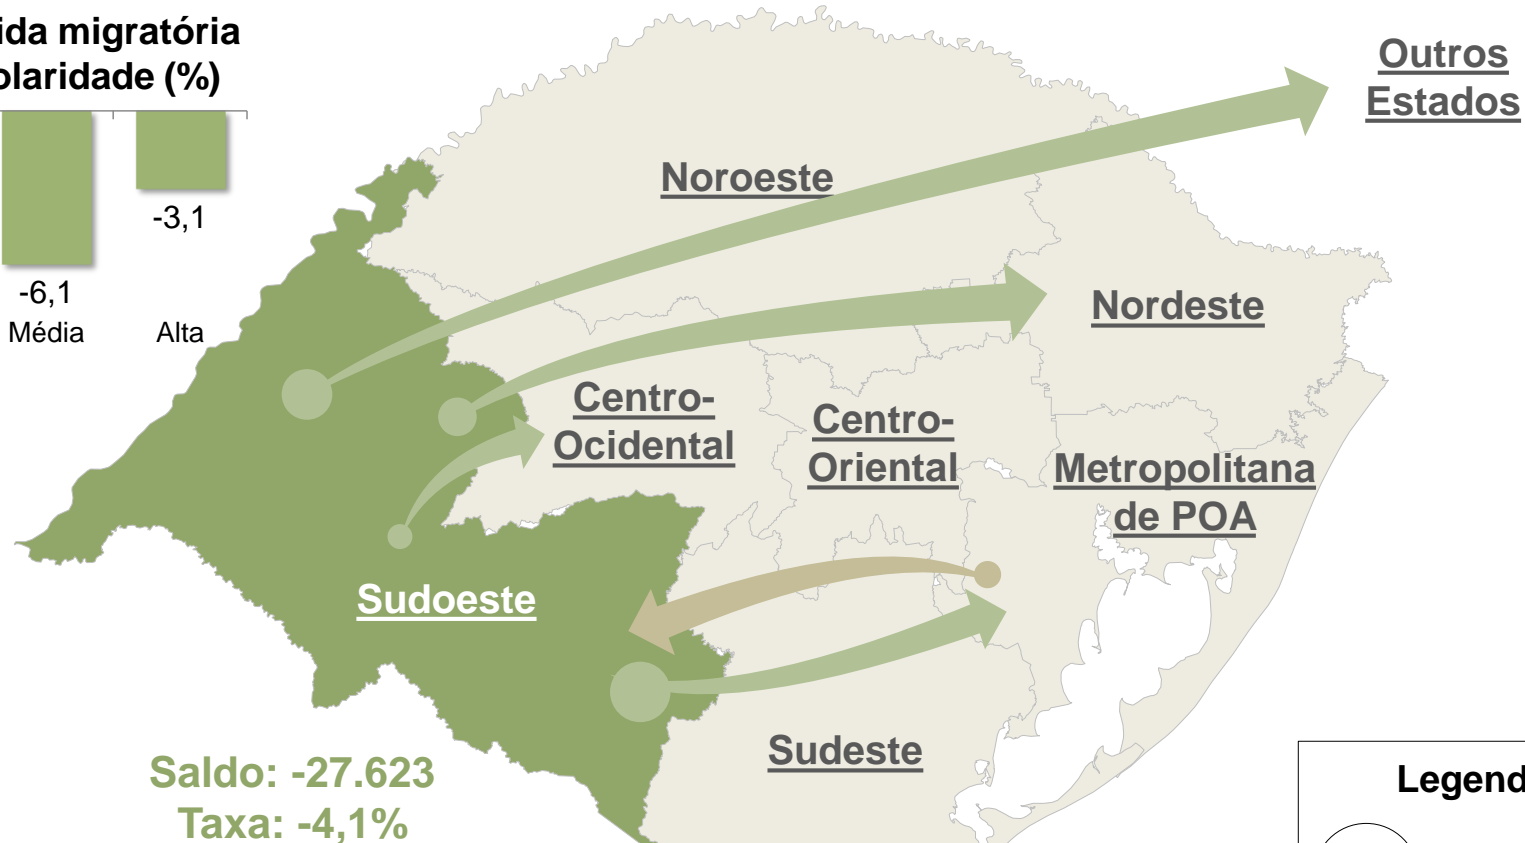 ida migratória
olaridade (%)
-3,1
-6,1
Média
Alta
Outros
Estados
Noroeste
Nordeste
Centro-
Ocidental
Centro-
Oriental
Metropolitana
de POA
Sudoeste
Sudeste
Saldo: -27.623
Taxa: -4,1%
Legend